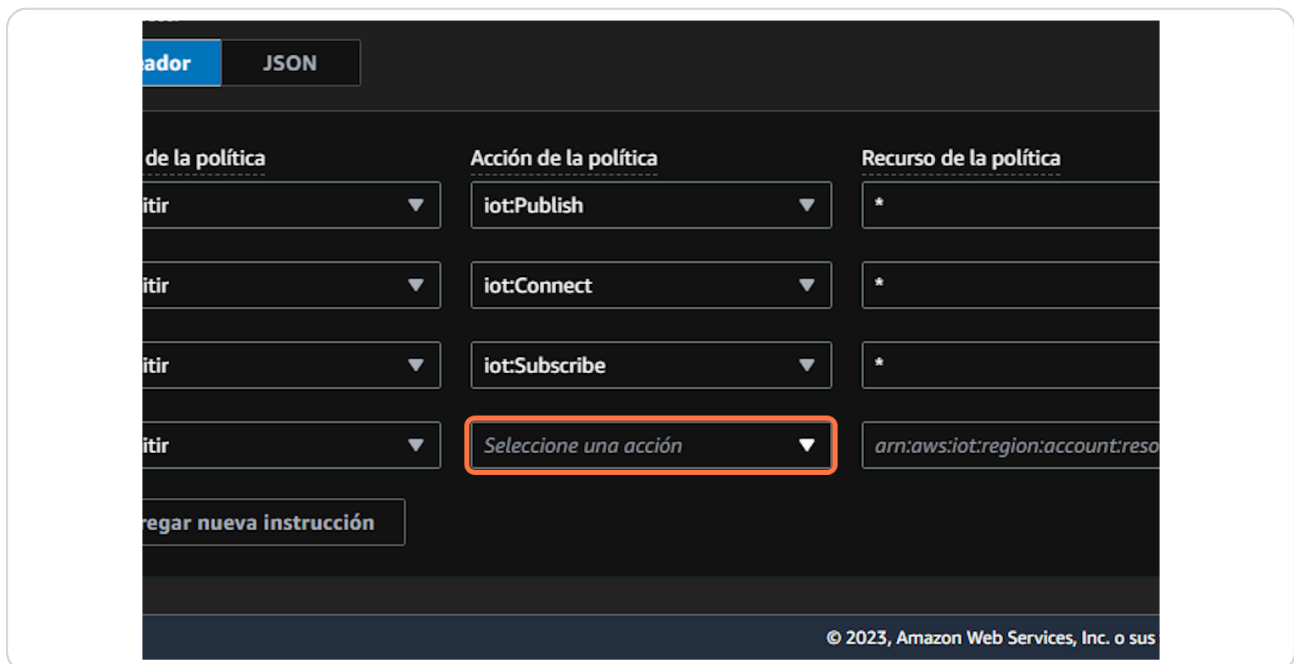 eador JSON
de la política Acción de la política Recurso de la política
itir iot:Publish *
itir iot:Connect *
itir iot:Subscribe *
itir Seleccione una acción arn:aws:iot:region:account:reso
regar nueva instrucción
© 2023, Amazon Web Services, Inc. o sus